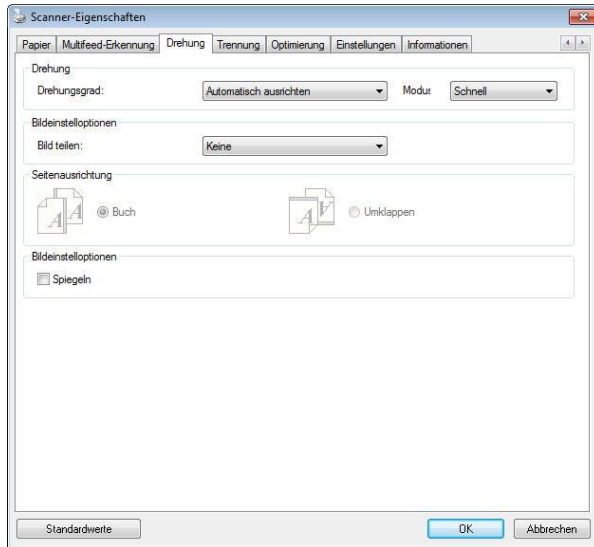 Scanner-Eigenschaften
Papier Multifeed-Erkennung Drehung Trennung Optimierung Einstellungen Informationen
Drehung
Drehungsgrad: Automatisch ausrichten Modus Schnell
Bildeinstelloptionen
Bild teilen: Keine
Seitenausrichtung
A A Buch A A Umklappen
Bildeinstelloptionen
Spiegeln
Standardwerte OK Abbrechen